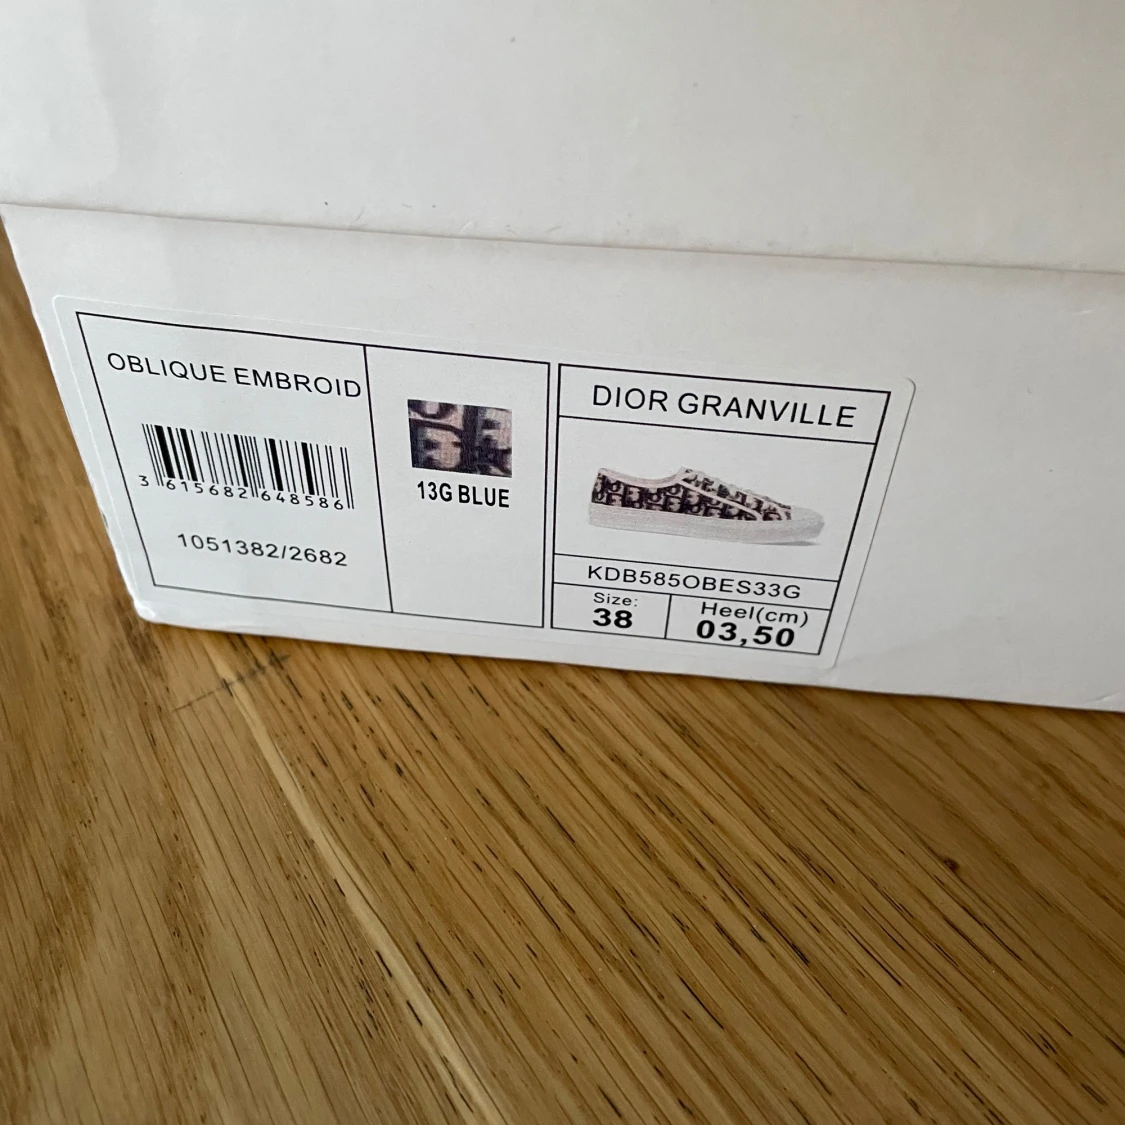 OBLIQUE EMBROID
3 615682 648586
1051382/2682
13G BLUE
DIOR GRANVILLE
KDB585OBES33G
Size:
38
Heel(cm)
03,50